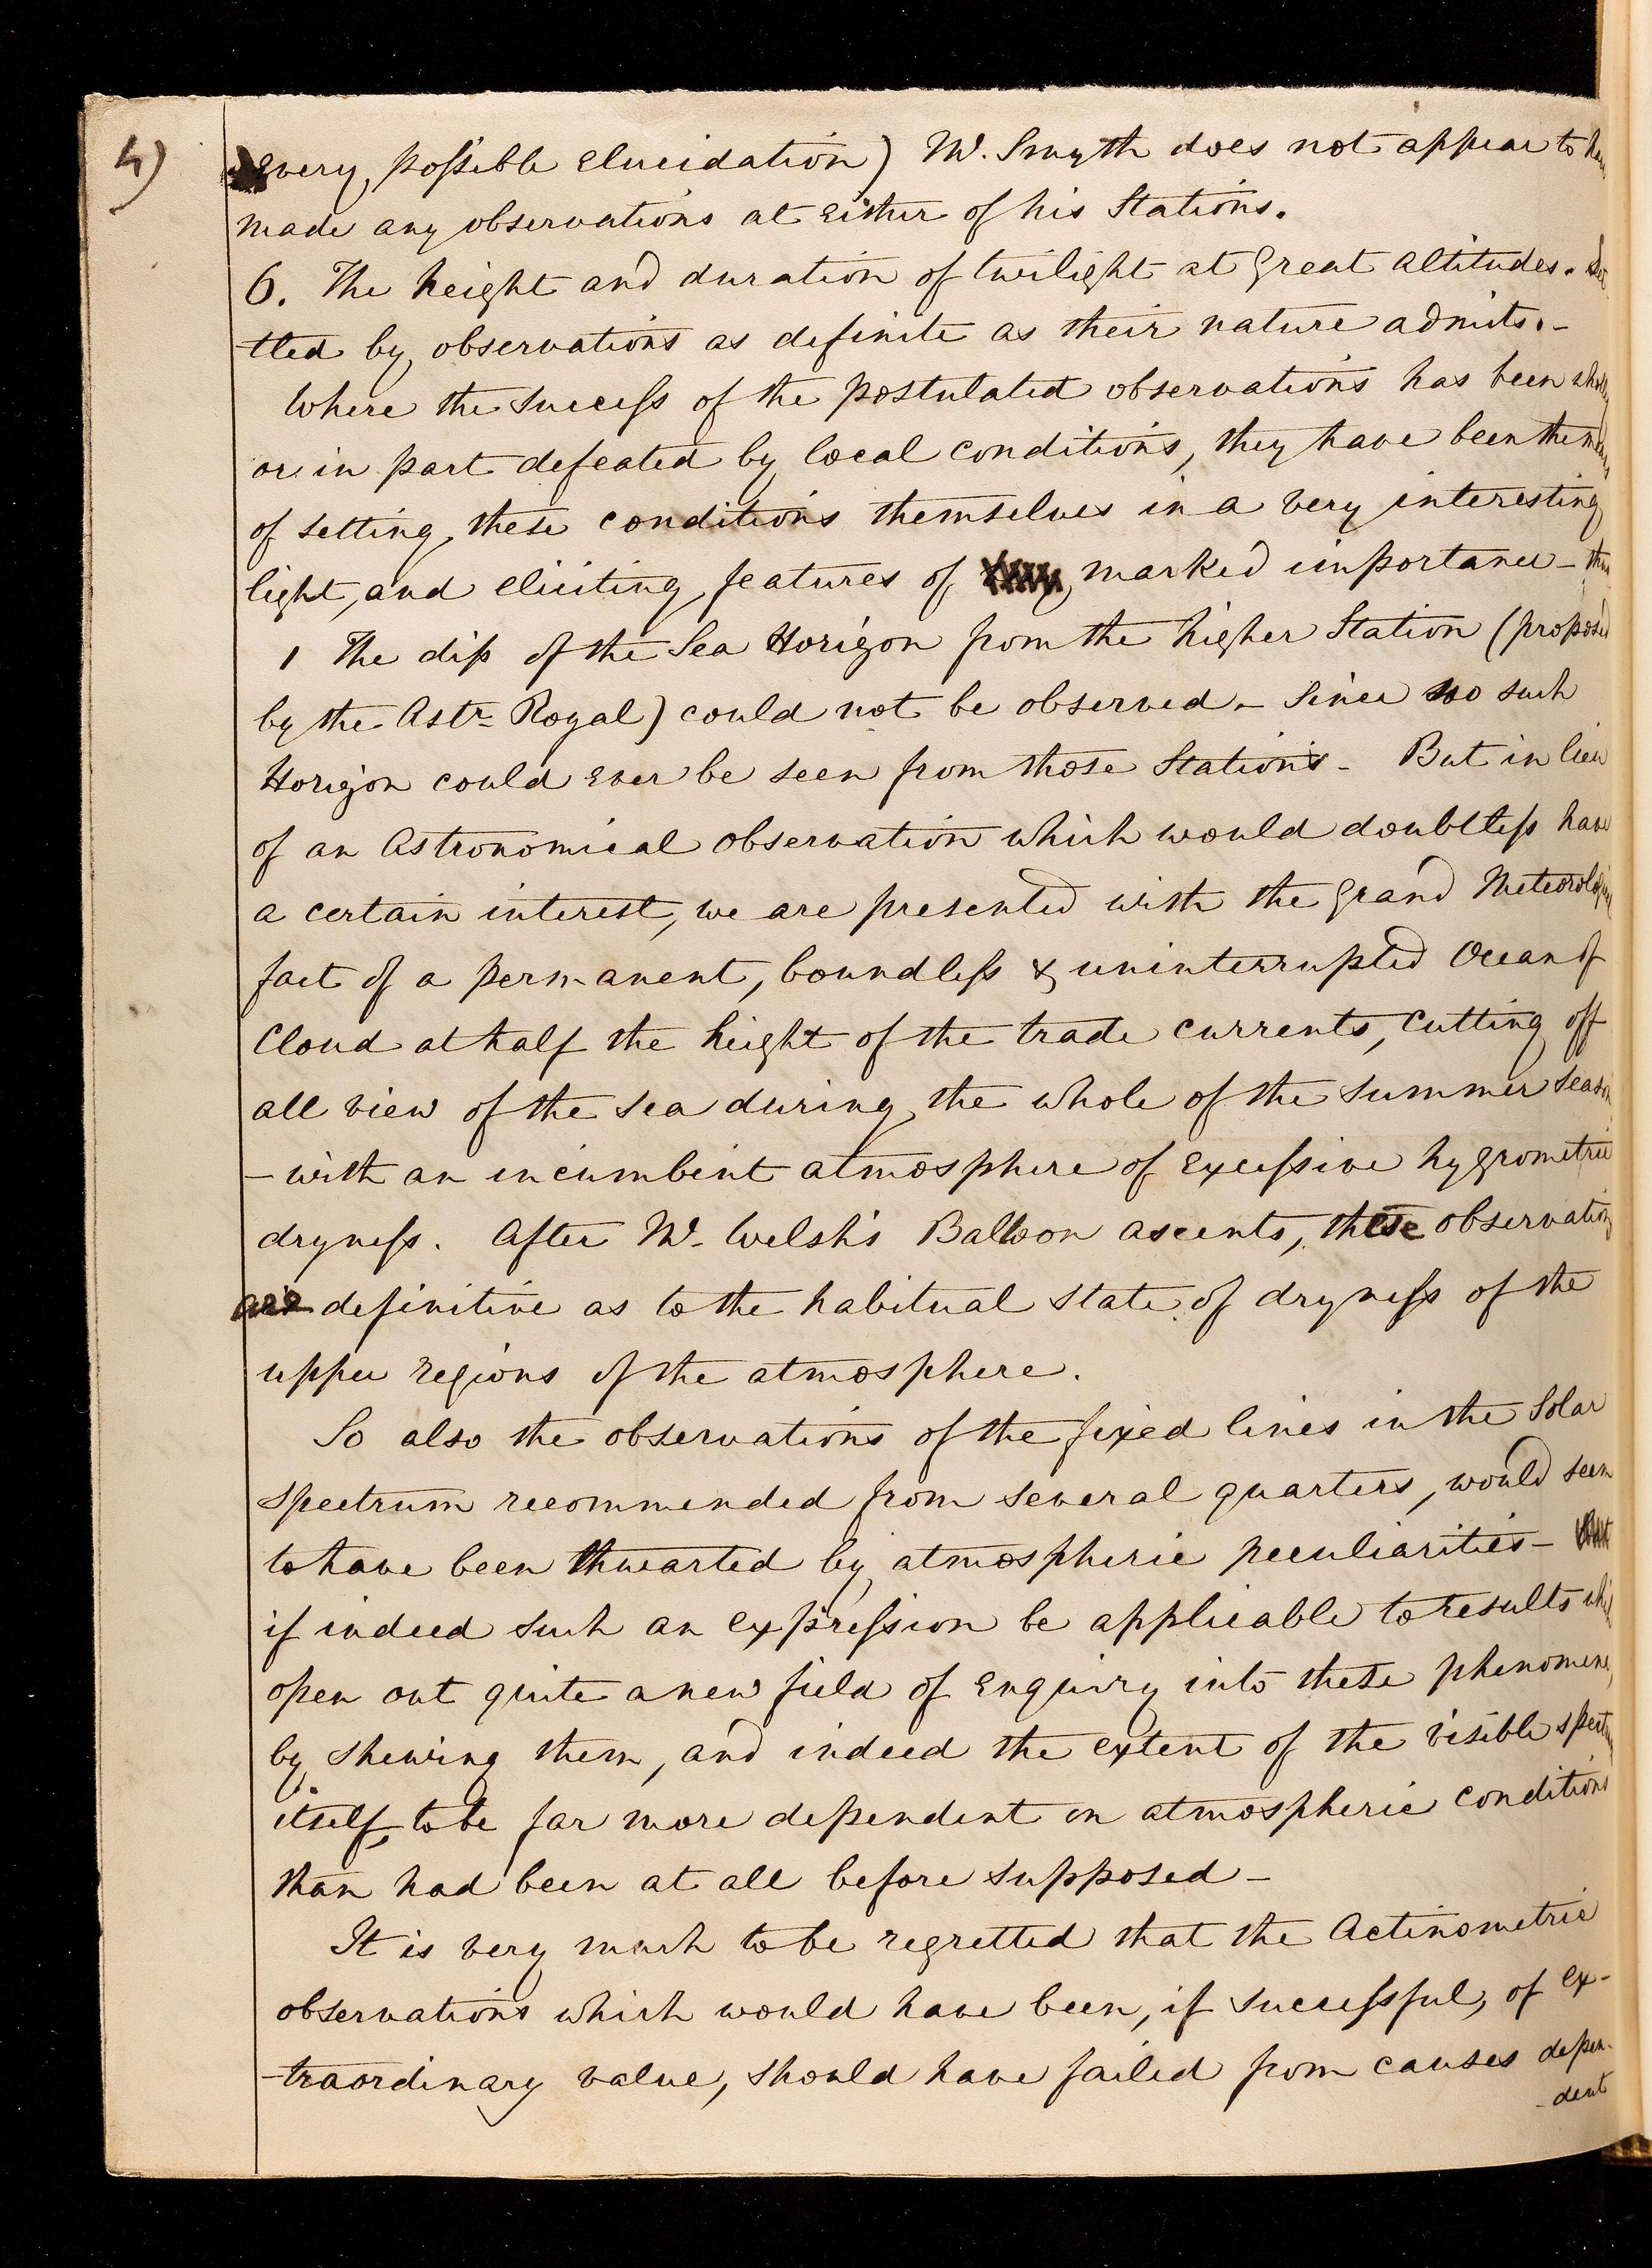 4)
every possible elucidation) Mr. Smyth does not appear to
made any observations at either of his Stations.
6. The height and duration of twilight at great altitudes.
-tled by observations as definite as their nature admits.-
Where the success of the postulated observations has been wholly
or in part defeated by local conditions, they have been the means
of setting these conditions themselves in a very interesting
light, and eliciting features of marked importance - thus
1 The dip of the Sea Horizon from the higher Station (proposed
by the Astr. Royal) could not be observed - Since no such
Horizon could ever be seen from those Stations - But in lieu
of an Astronomical observation which would doubtless have
a certain interest, we are presented with the grand Meteorological
fact of a permanent, boundless & uninterrupted Ocean of
Cloud at half the height of the trade currents, cutting off
all view of the sea during the whole of the summer season
- with an incumbent atmosphere of excessive hygrometric
dryness. After Mr. Welsh's Balloon ascents, these observations
are definitive as to the habitual state of dryness of the
upper regions of the atmosphere.
So also the observations of the fixed lines in the Solar
spectrum recommended from several quarters, would seem
to have been thwarted by atmospheric peculiarities -
if indeed such an expression be applicable to results which
open out quite a new field of enquiry into these phenomena,
by shewing them, and indeed the extent of the visible spectrum
itself, to be far more dependent on atmospheric conditions
than had been at all before supposed -
It is very much to be regretted that the Actinometric
observations which would have been, if successful, of ex-
-traordinary value, should have failed from causes depen-
-dent